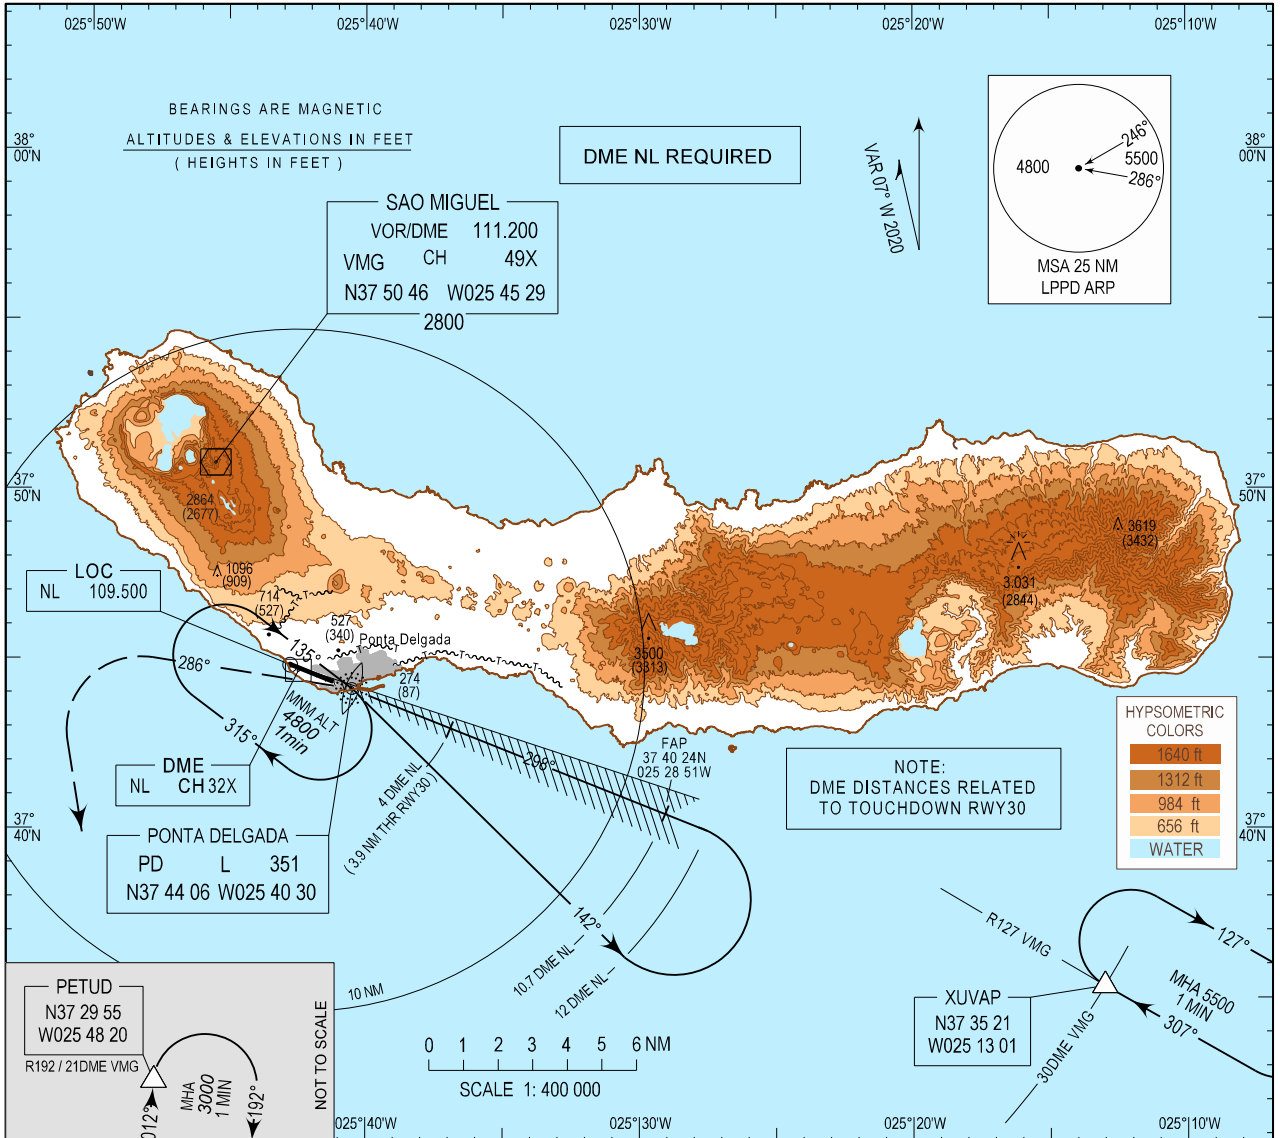 025°50'W
025°40'W
025°1W
025°20'W
025°10'W
38°
00'N
38°
00'N
BEARINGS ARE MAGNETIC
ALTITUDES & ELEVATIONS IN FEET
( HEIGHTS IN FEET )
DME NL REQUIRED
VAR 07° W 2020
4800
246°
5500
286°
MSA 25 NM
LPPD ARP
SAO MIGUEL
VOR/DME 111.200
VMG CH 49X
N37 50 46 W025 45 29
2800
37°
50'N
37°
50'N
2864
(2677)
3619
(3432)
1096
(909)
3.031
(2844)
LOC
NL 109.500
714
(527)
527
(340)
Ponta Delgada
135°
3500
(3313)
286°
274
(87)
MNM ALT
4800
1min
315°
HYPSOMETRIC
COLORS
1640 ft
1312 ft
984 ft
656 ft
WATER
FAP
37 40 24N
025 28 51W
298°
DME
NL CH 32X
4 DME NL
( 3.9 NM THR RWY30 )
NOTE:
DME DISTANCES RELATED
TO TOUCHDOWN RWY30
37°
40'N
37°
40'N
PONTA DELGADA
PD L 351
N37 44 06 W025 40 30
142°
10.7 DME NL
12 DME NL
R127 VMG
127°
MHA 5500
1 MIN
307°
XUVAP
N37 35 21
W025 13 01
30DME VMG
10 NM
PETUD
N37 29 55
W025 48 20
R192 / 21DME VMG
MHA
3000
1 MIN
012°
192°
NOT TO SCALE
0 1 2 3 4 5 6 NM
SCALE 1: 400 000
025°40'W
025°30'W
025°20'W
025°10'W